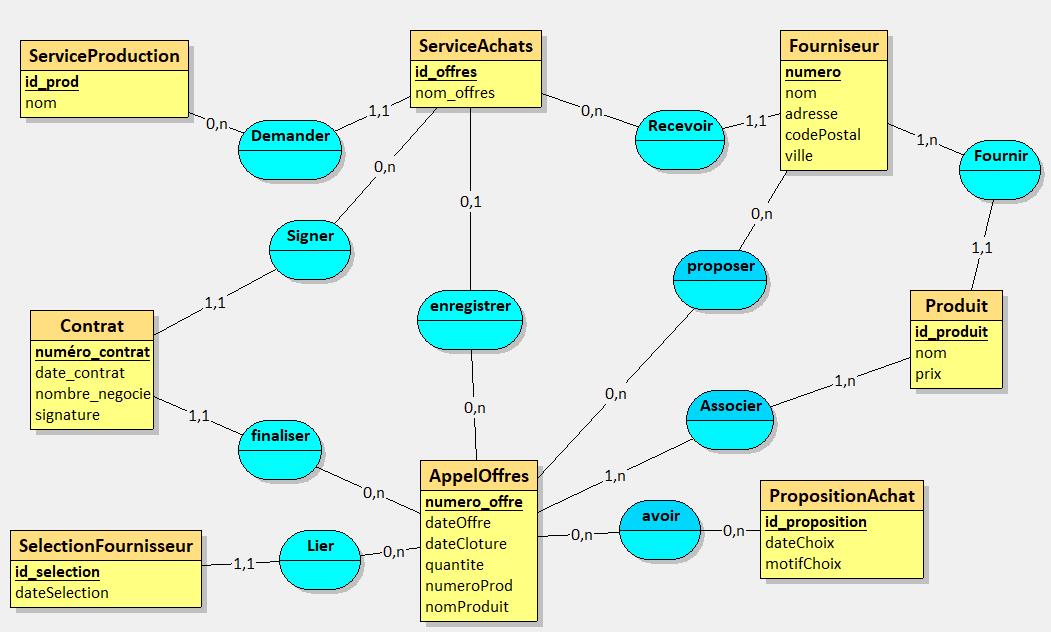 ServiceProduction
id_prod
nom
ServiceAchats
id_offres
nom_offres
Fourniseur
numero
nom
adresse
codePostal
ville
0,n
Demander
1,1
0,n
Recevoir
1,1
1,n
Fournir
1,1
0,n
Signer
1,1
0,1
enregistrer
0,n
0,n
proposer
0,n
Contrat
numéro_contrat
date_contrat
nombre_negocie
signature
Produit
id_produit
nom
prix
1,n
Associer
1,n
1,1
finaliser
0,n
AppelOffres
numero_offre
dateOffre
dateCloture
quantite
numeroProd
nomProduit
0,n
avoir
0,n
PropositionAchat
id_proposition
dateChoix
motifChoix
SelectionFournisseur
id_selection
dateSelection
1,1
Lier
0,n